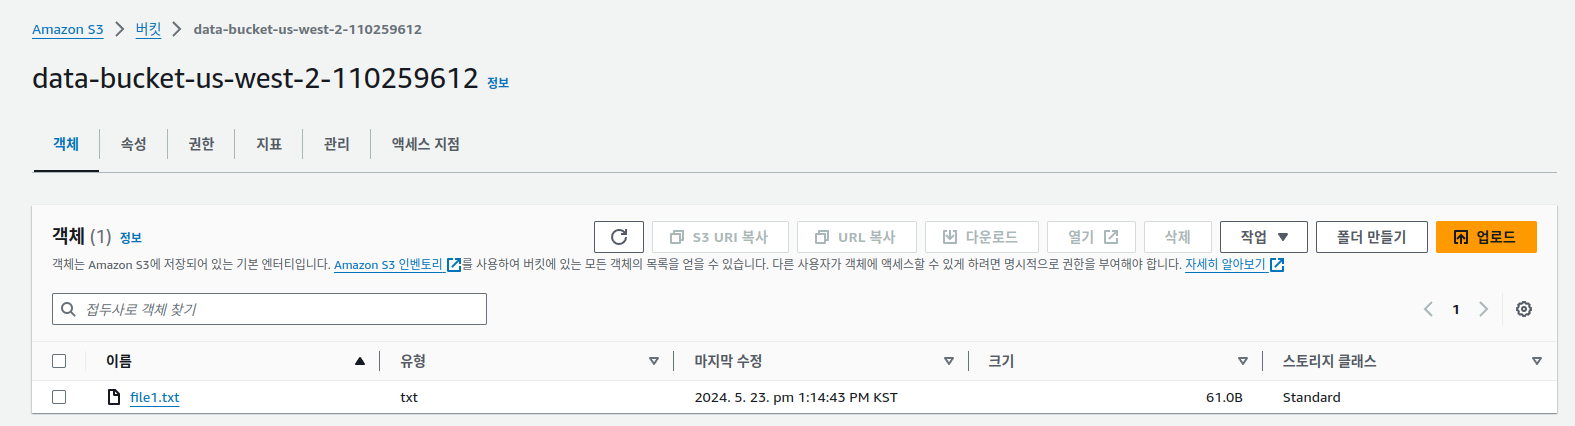 Amazon S3 > 버킷 > data-bucket-us-west-2-110259612
data-bucket-us-west-2-110259612 정보
객체 속성 권한 지표 관리 액세스 지점
객체 (1) 정보 S3 URI 복사 URL 복사 다운로드 열기 삭제 작업 폴더 만들기 업로드
객체는 Amazon S3에 저장되어 있는 기본 엔터티입니다. Amazon S3 인벤토리를 사용하여 버킷에 있는 모든 객체의 목록을 얻을 수 있습니다. 다른 사용자가 객체에 액세스할 수 있게 하려면 명시적으로 권한을 부여해야 합니다. 자세히 알아보기
접두사로 객체 찾기 1
이름 유형 마지막 수정 크기 스토리지 클래스
file1.txt txt 2024. 5. 23. pm 1:14:43 PM KST 61.0B Standard